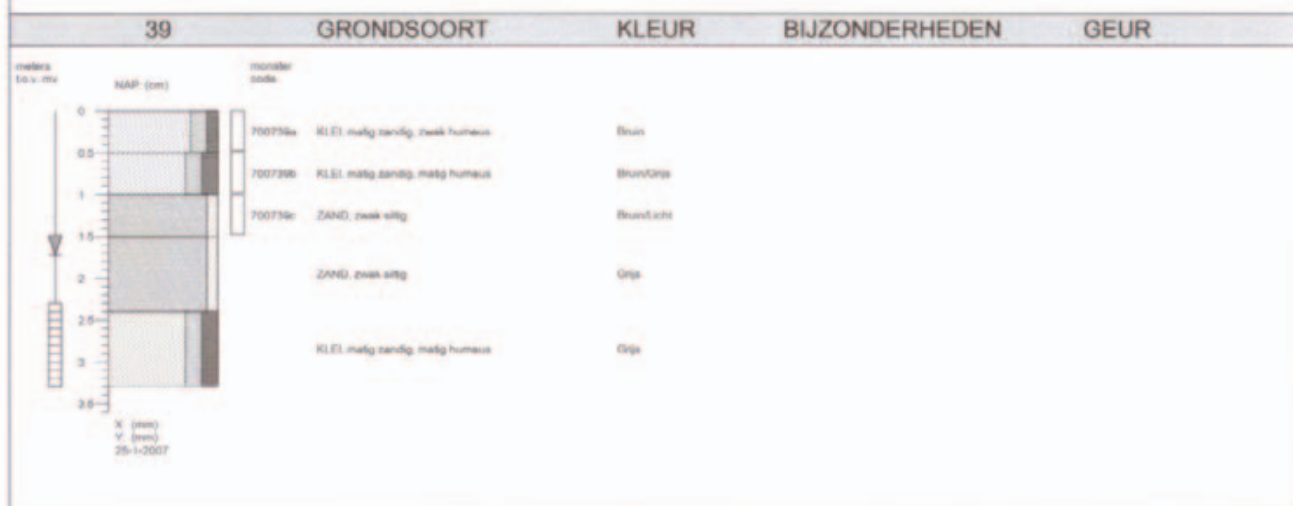 39 GRONDSOORT KLEUR BIJZONDERHEDEN GEUR
meters
t.o.v. mv
NAP: (cm)
monster
code
0
700739a KLEI, matig zandig, zwak humeus Bruin
0.5
700739b KLEI, matig zandig, matig humeus Bruin/Grijs
1
700739c ZAND, zwak siltig Bruin/Licht
1.5
2 ZAND, zwak siltig Grijs
2.5
KLEI, matig zandig, matig humeus Grijs
3
3.5
X: (mm)
Y: (mm)
25-1-2007